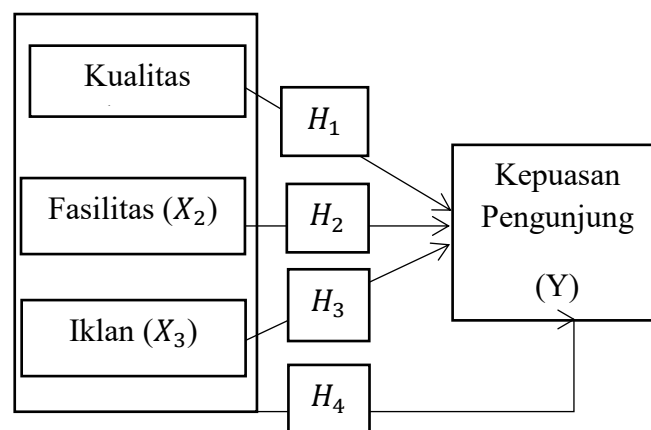 Kualitas
H₁
Fasilitas (X₂)
H₂
Iklan (X₃)
H₃
H₄
Kepuasan
Pengunjung
(Y)